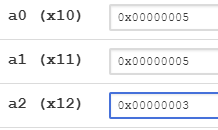 a0 (x10) 0x00000005
a1 (x11) 0x00000005
a2 (x12) 0x00000003